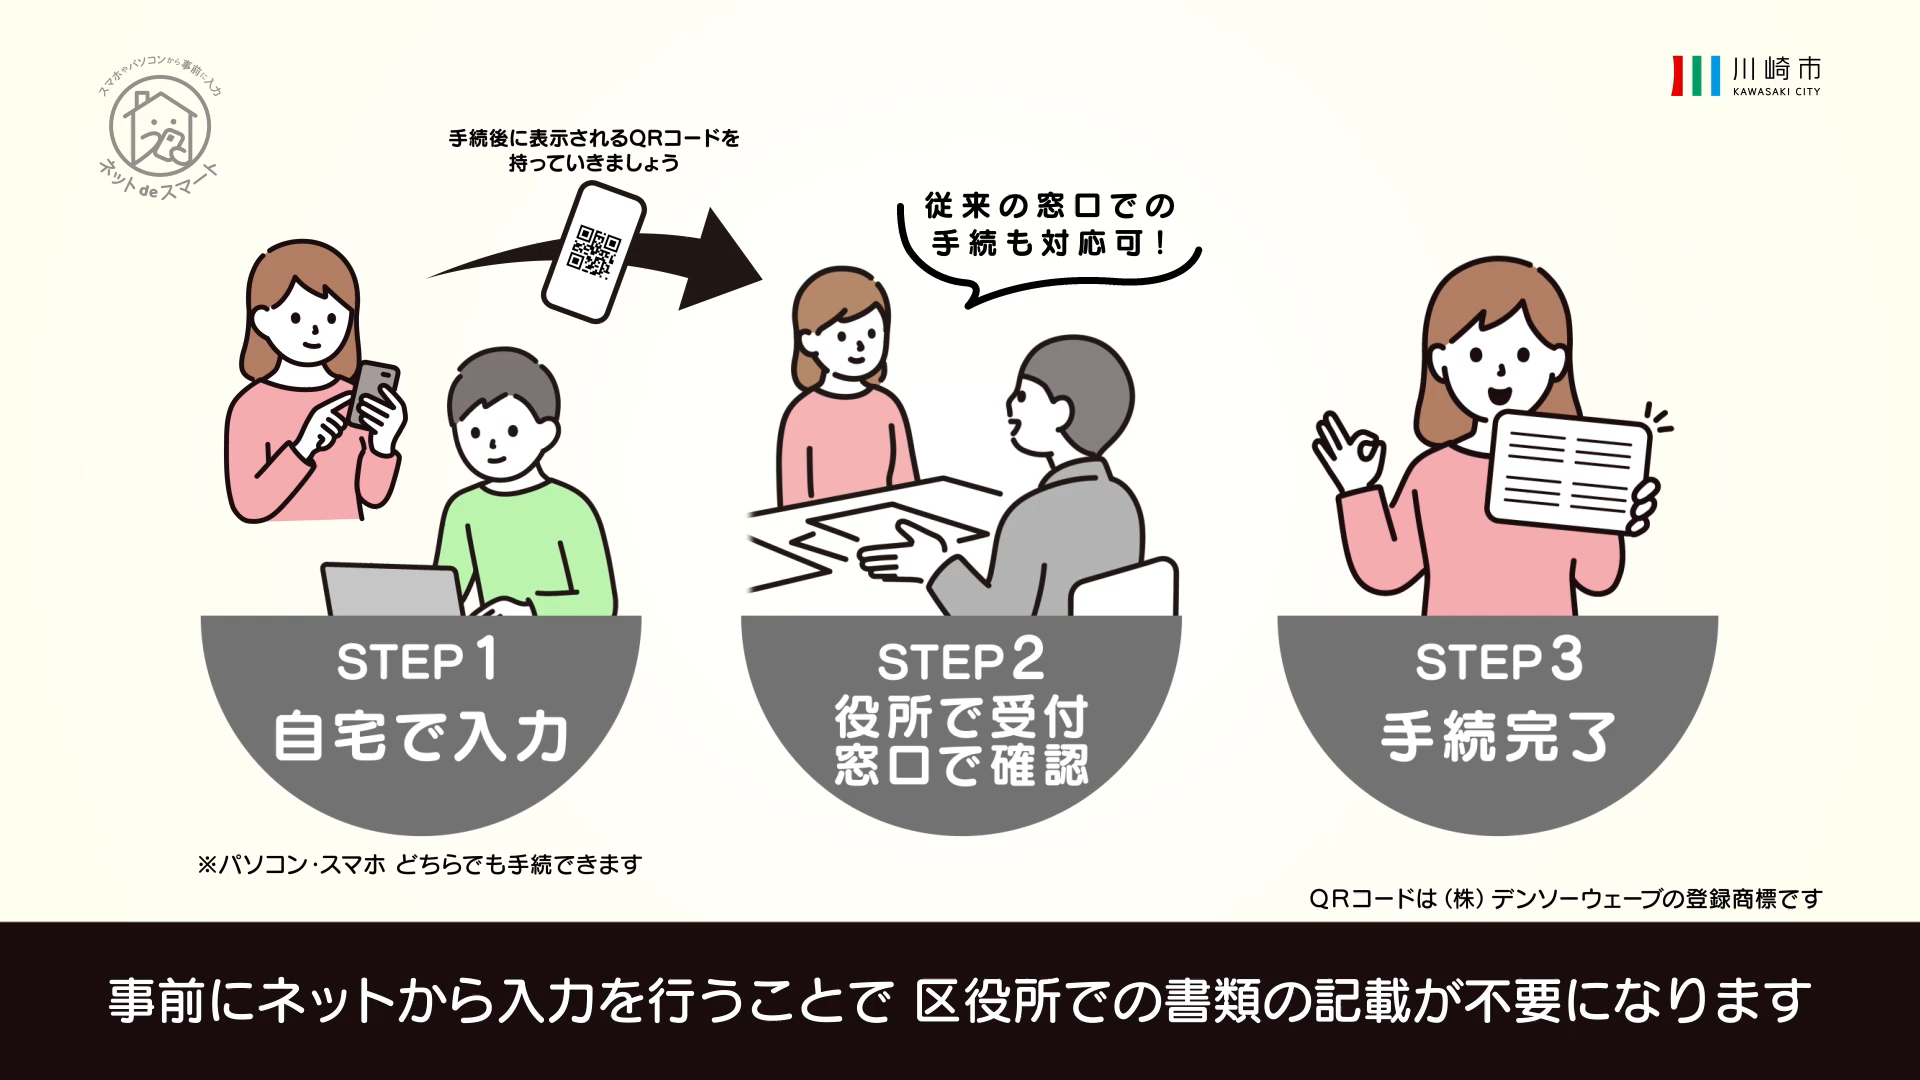 スマホやパソコンから事前に入力
ネットdeスマート
川崎市
KAWASAKI CITY
手続後に表示されるQRコードを
持っていきましょう
従来の窓口での
手続も対応可！
STEP1
自宅で入力
STEP2
役所で受付
窓口で確認
STEP3
手続完了
※パソコン・スマホ どちらでも手続できます
QRコードは（株）デンソーウェーブの登録商標です
事前にネットから入力を行うことで 区役所での書類の記載が不要になります